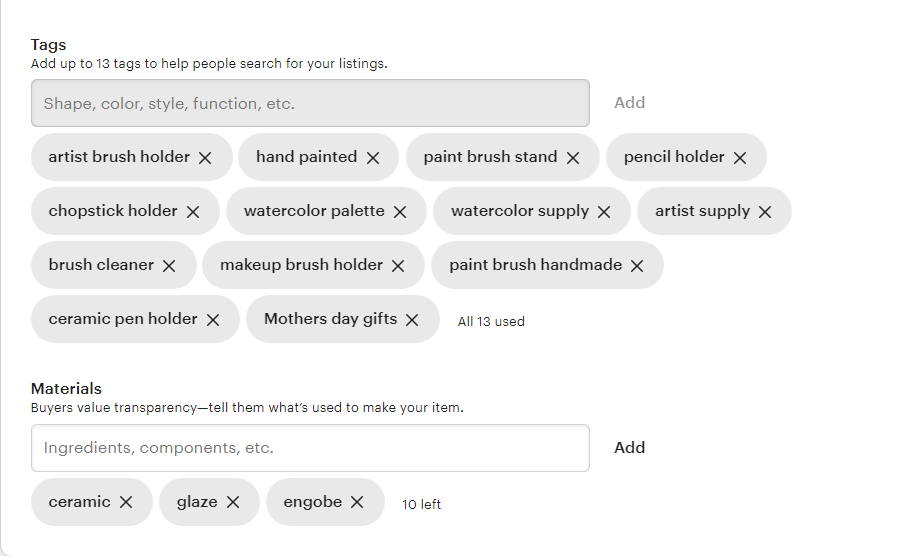 Tags
Add up to 13 tags to help people search for your listings.
Shape, color, style, function, etc. Add
artist brush holder hand painted paint brush stand pencil holder
chopstick holder watercolor palette watercolor supply artist supply
brush cleaner makeup brush holder paint brush handmade
ceramic pen holder Mothers day gifts All 13 used
Materials
Buyers value transparency—tell them what's used to make your item.
Ingredients, components, etc. Add
ceramic glaze engobe 10 left